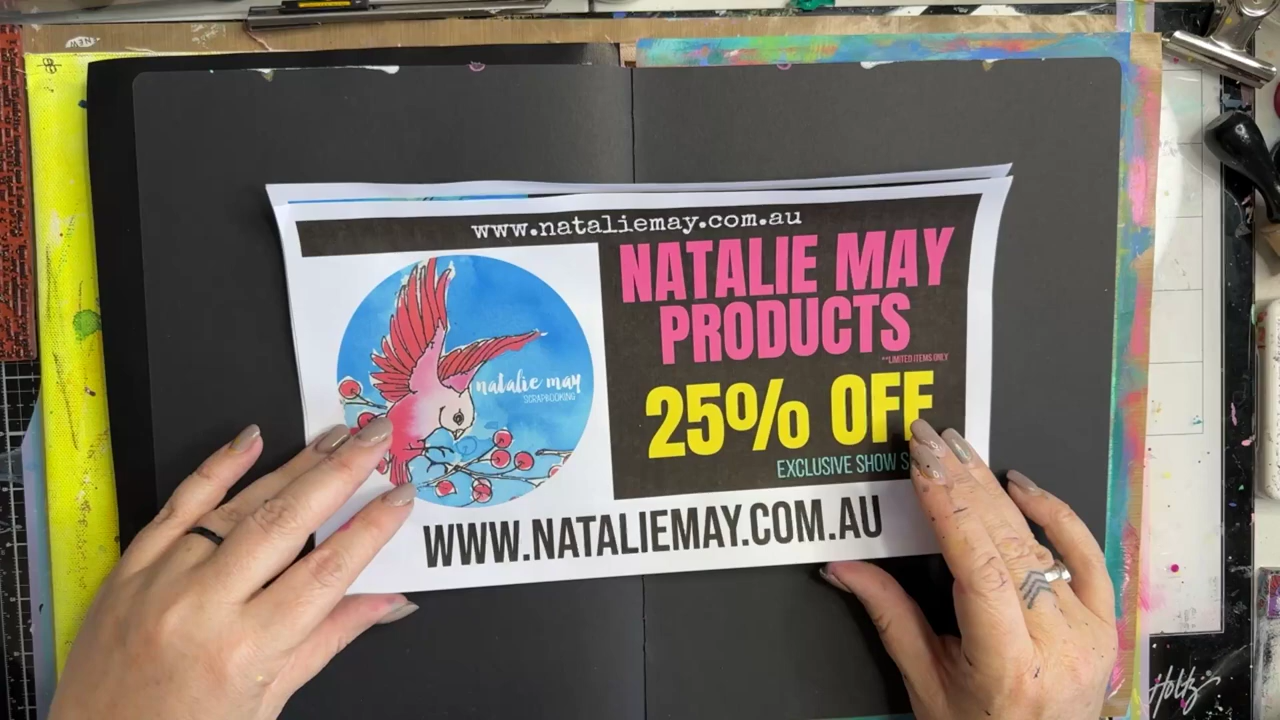 www.nataliemay.com.au
NATALIE MAY
PRODUCTS
**LIMITED ITEMS ONLY
25% OFF
EXCLUSIVE SHOW
natalie may
SCRAPBOOKING
WWW.NATALIEMAY.COM.AU
Holtz